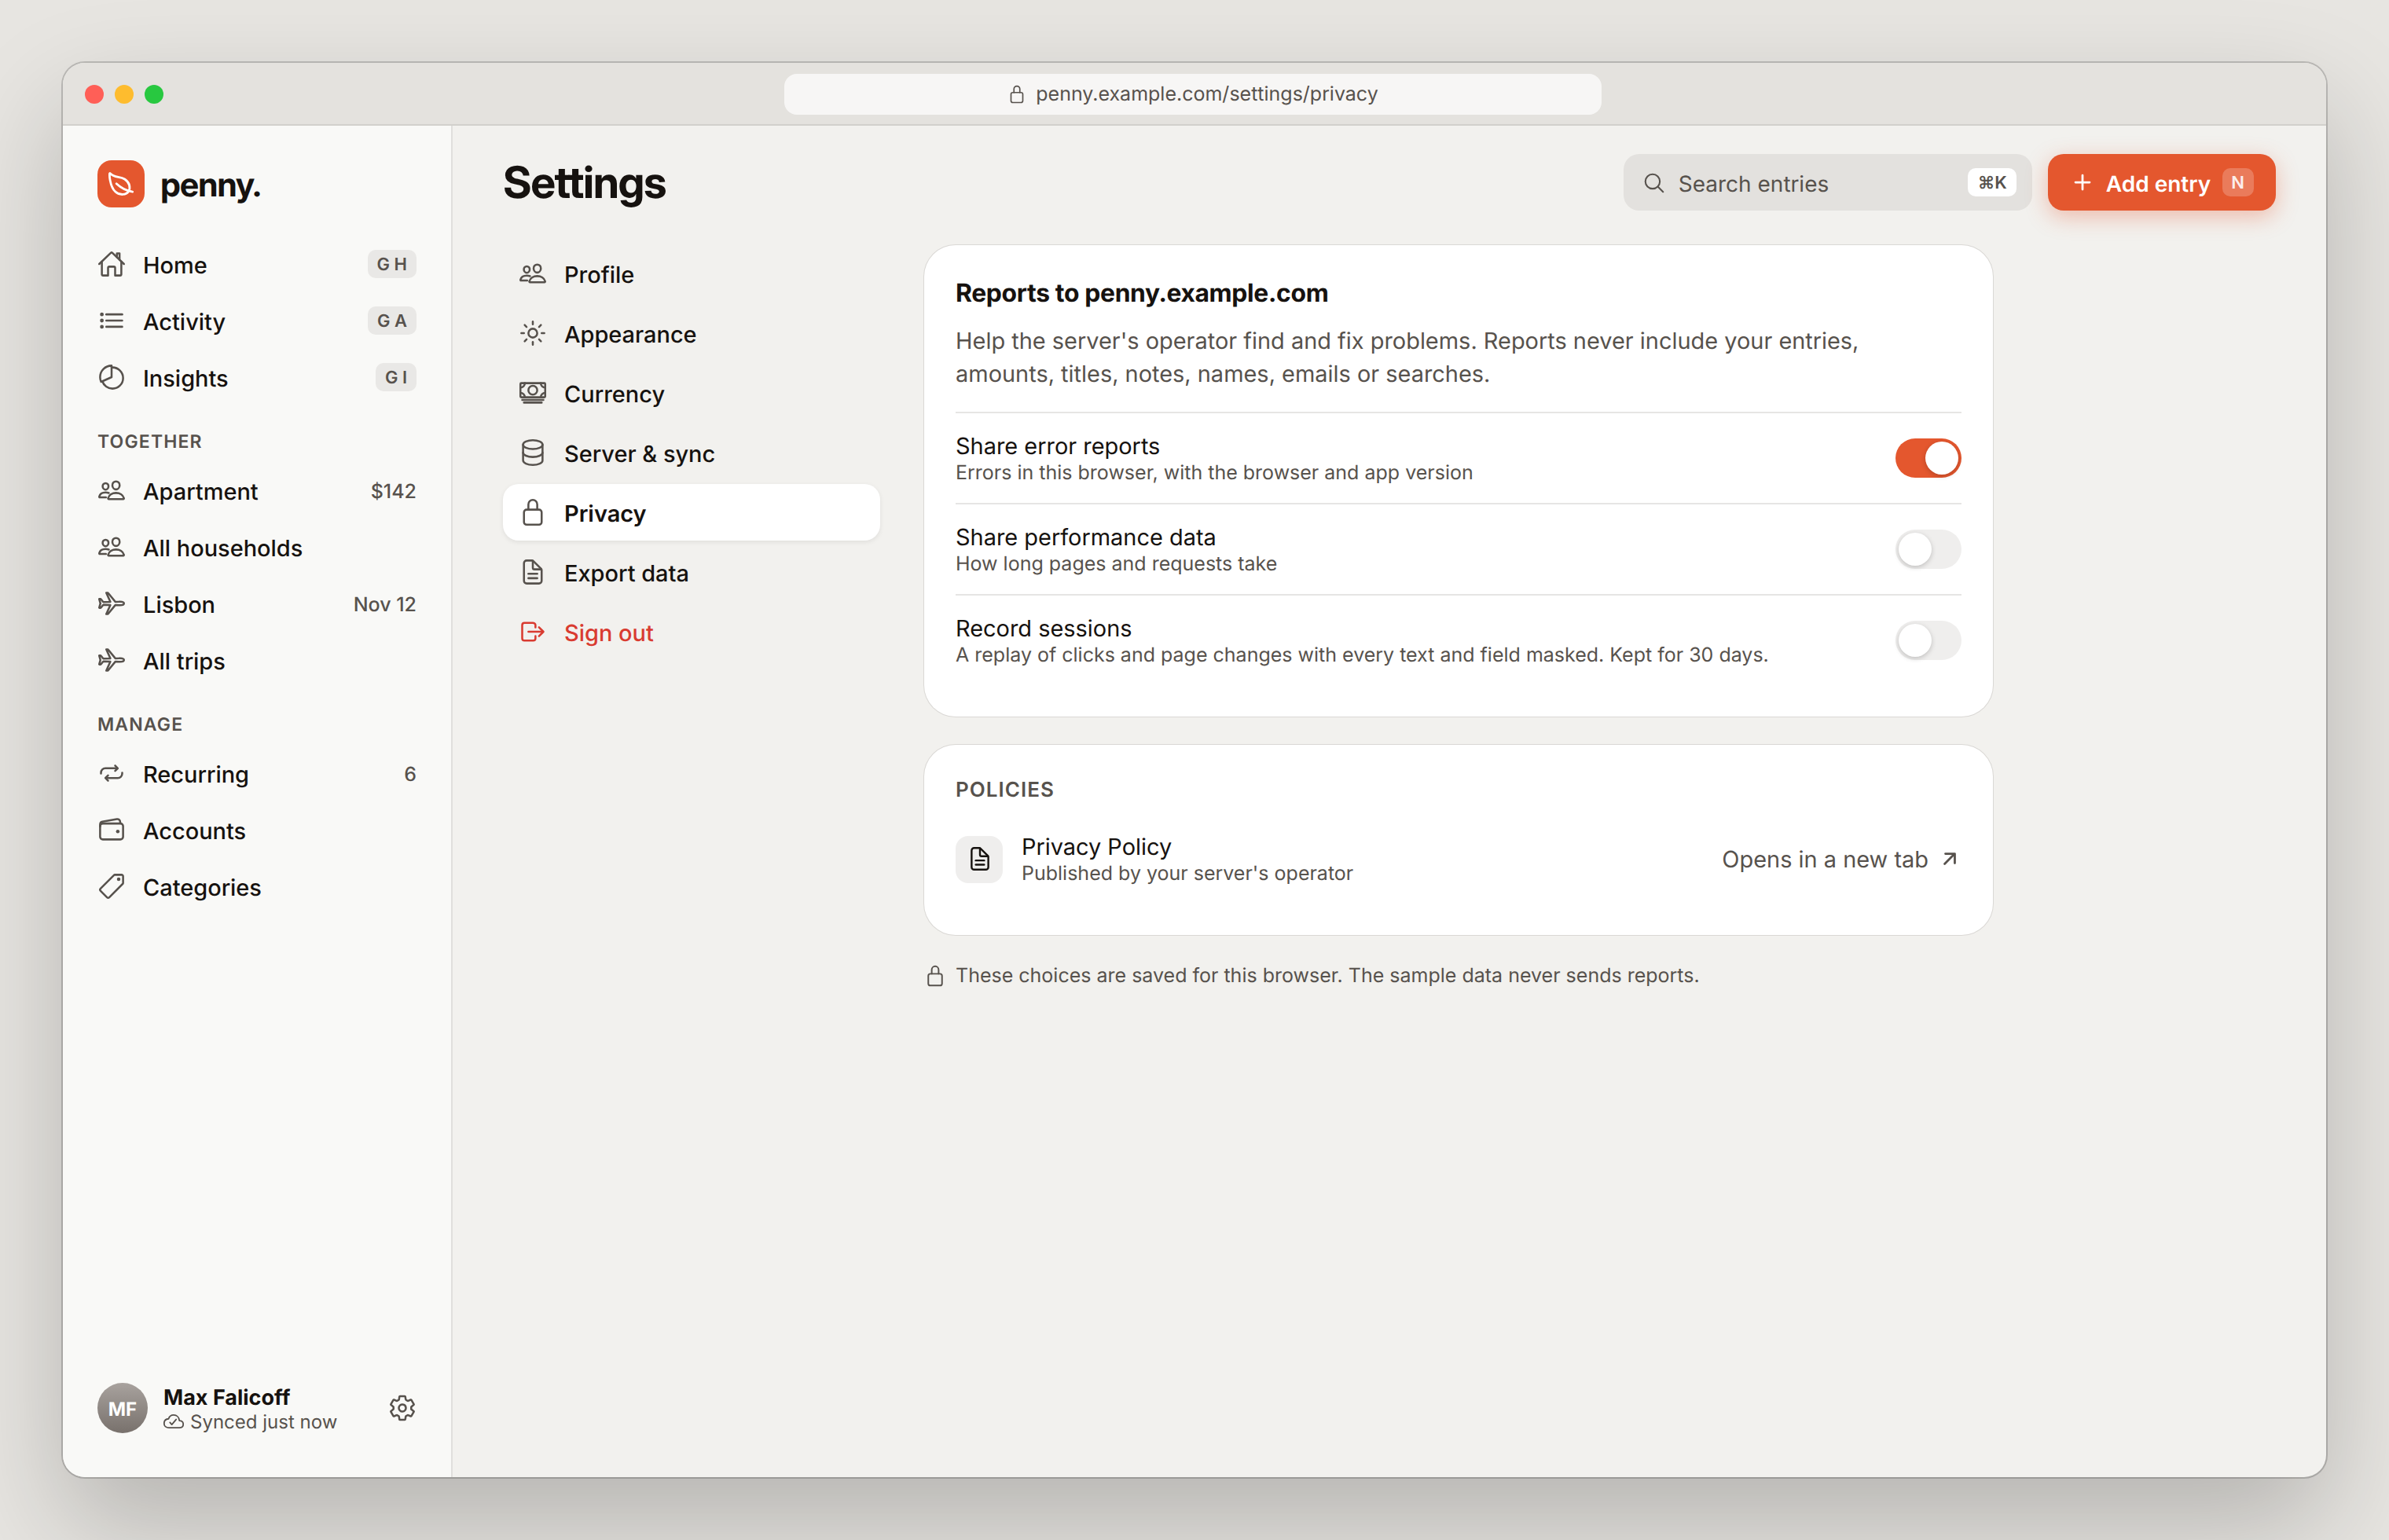 penny.example.com/settings/privacy
penny.
Home
G H
Activity
G A
Insights
G I
TOGETHER
Apartment
$142
All households
Lisbon
Nov 12
All trips
MANAGE
Recurring
6
Accounts
Categories
MF
Max Falicoff
Synced just now
Settings
Search entries
⌘K
Add entry
N
Profile
Appearance
Currency
Server & sync
Privacy
Export data
Sign out
Reports to penny.example.com
Help the server's operator find and fix problems. Reports never include your entries,
amounts, titles, notes, names, emails or searches.
Share error reports
Errors in this browser, with the browser and app version
Share performance data
How long pages and requests take
Record sessions
A replay of clicks and page changes with every text and field masked. Kept for 30 days.
POLICIES
Privacy Policy
Published by your server's operator
Opens in a new tab
These choices are saved for this browser. The sample data never sends reports.